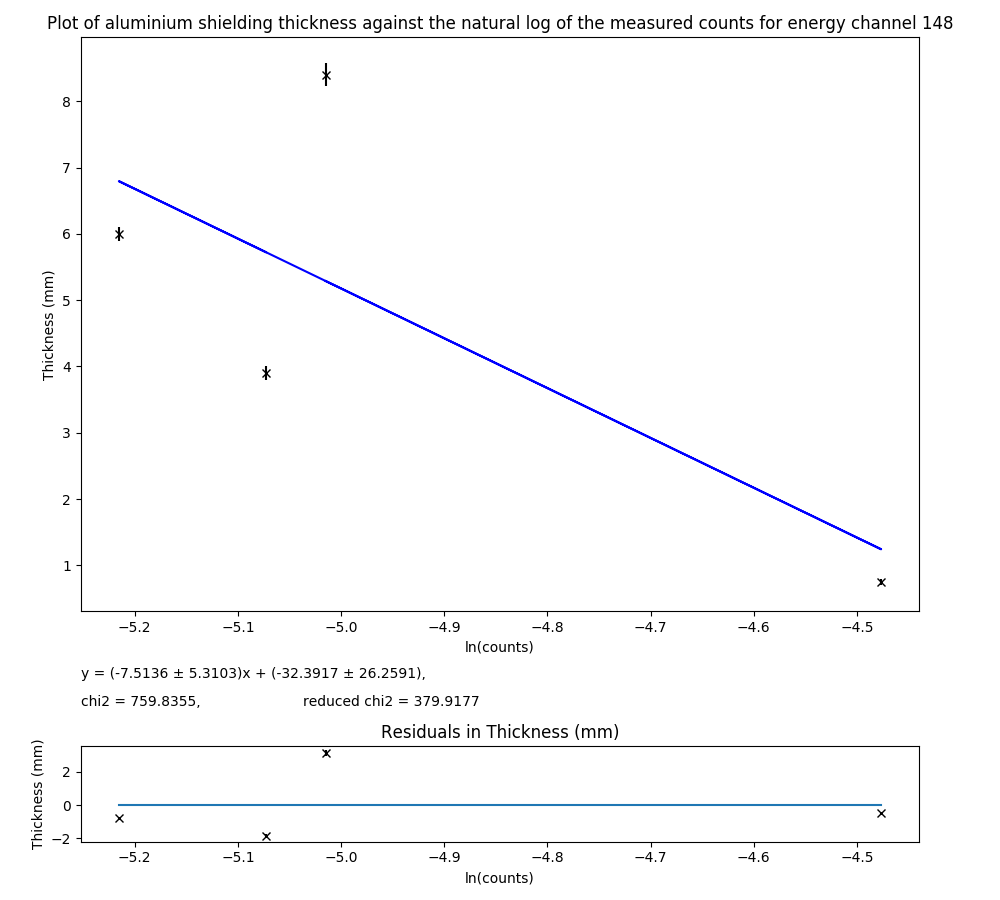 Plot of aluminium shielding thickness against the natural log of the measured counts for energy channel 148
Thickness (mm)
8
7
6
5
4
3
2
1
−5.2 −5.1 −5.0 −4.9 −4.8 −4.7 −4.6 −4.5
ln(counts)
y = (-7.5136 ± 5.3103)x + (-32.3917 ± 26.2591),
chi2 = 759.8355, reduced chi2 = 379.9177
Residuals in Thickness (mm)
Thickness (mm)
2
0
−2
−5.2 −5.1 −5.0 −4.9 −4.8 −4.7 −4.6 −4.5
ln(counts)